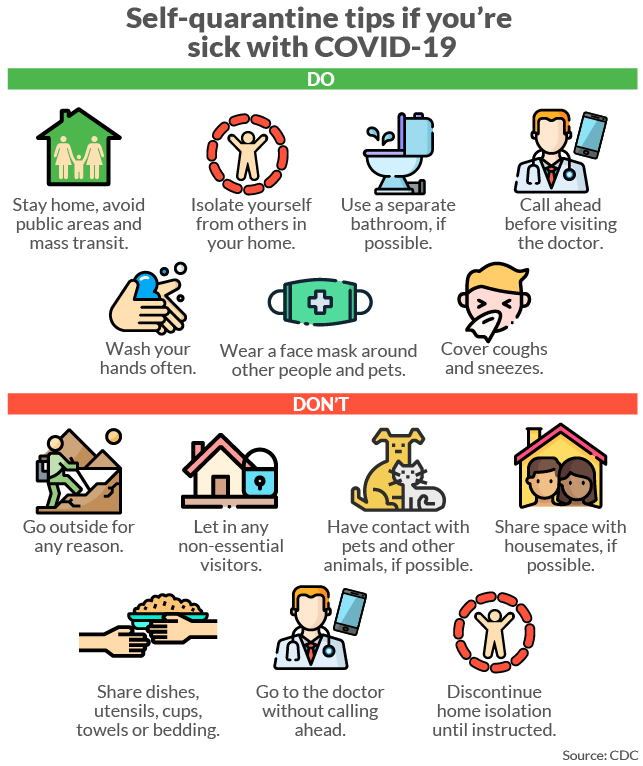 Self-quarantine tips if you’re
sick with COVID-19
DO
Stay home, avoid
public areas and
mass transit.
Isolate yourself
from others in
your home.
Use a separate
bathroom, if
possible.
Call ahead
before visiting
the doctor.
Wash your
hands often.
Wear a face mask around
other people and pets.
Cover coughs
and sneezes.
DON’T
Go outside for
any reason.
Let in any
non-essential
visitors.
Have contact with
pets and other
animals, if possible.
Share space with
housemates, if
possible.
Share dishes,
utensils, cups,
towels or bedding.
Go to the doctor
without calling
ahead.
Discontinue
home isolation
until instructed.
Source: CDC